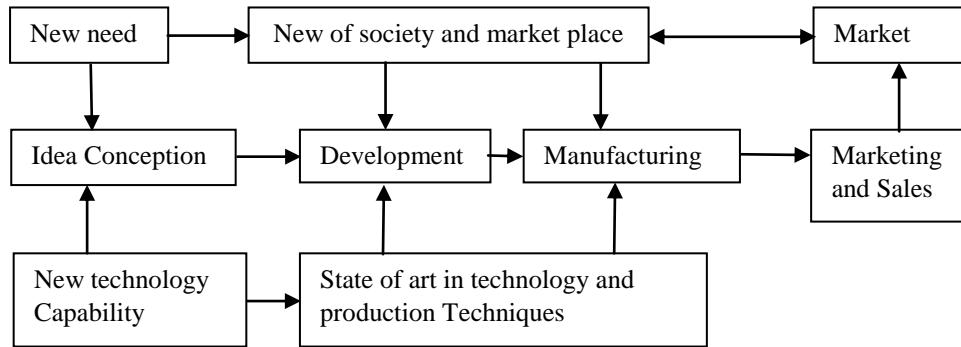 New need
New of society and market place
Market
Idea Conception
Development
Manufacturing
Marketing
and Sales
New technology
Capability
State of art in technology and
production Techniques